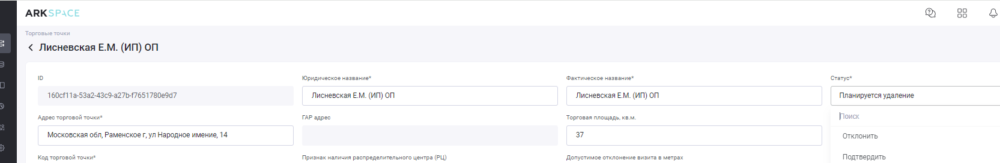 ARKSPACE
Торговые точки
Лисневская Е.М. (ИП) ОП
ID
Юридическое название*
Фактическое название*
Статус*
160cf11a-53a2-43c9-a27b-f7651780e9d7
Лисневская Е.М. (ИП) ОП
Лисневская Е.М. (ИП) ОП
Планируется удаление
Адрес торговой точки*
ГАР адрес
Торговая площадь, кв.м.
Поиск
Московская обл, Раменское г, ул Народное имение, 14
37
Отклонить
Код торговой точки*
Признак наличия распределительного центра (РЦ)
Допустимое отклонение визита в метрах
Подтвердить